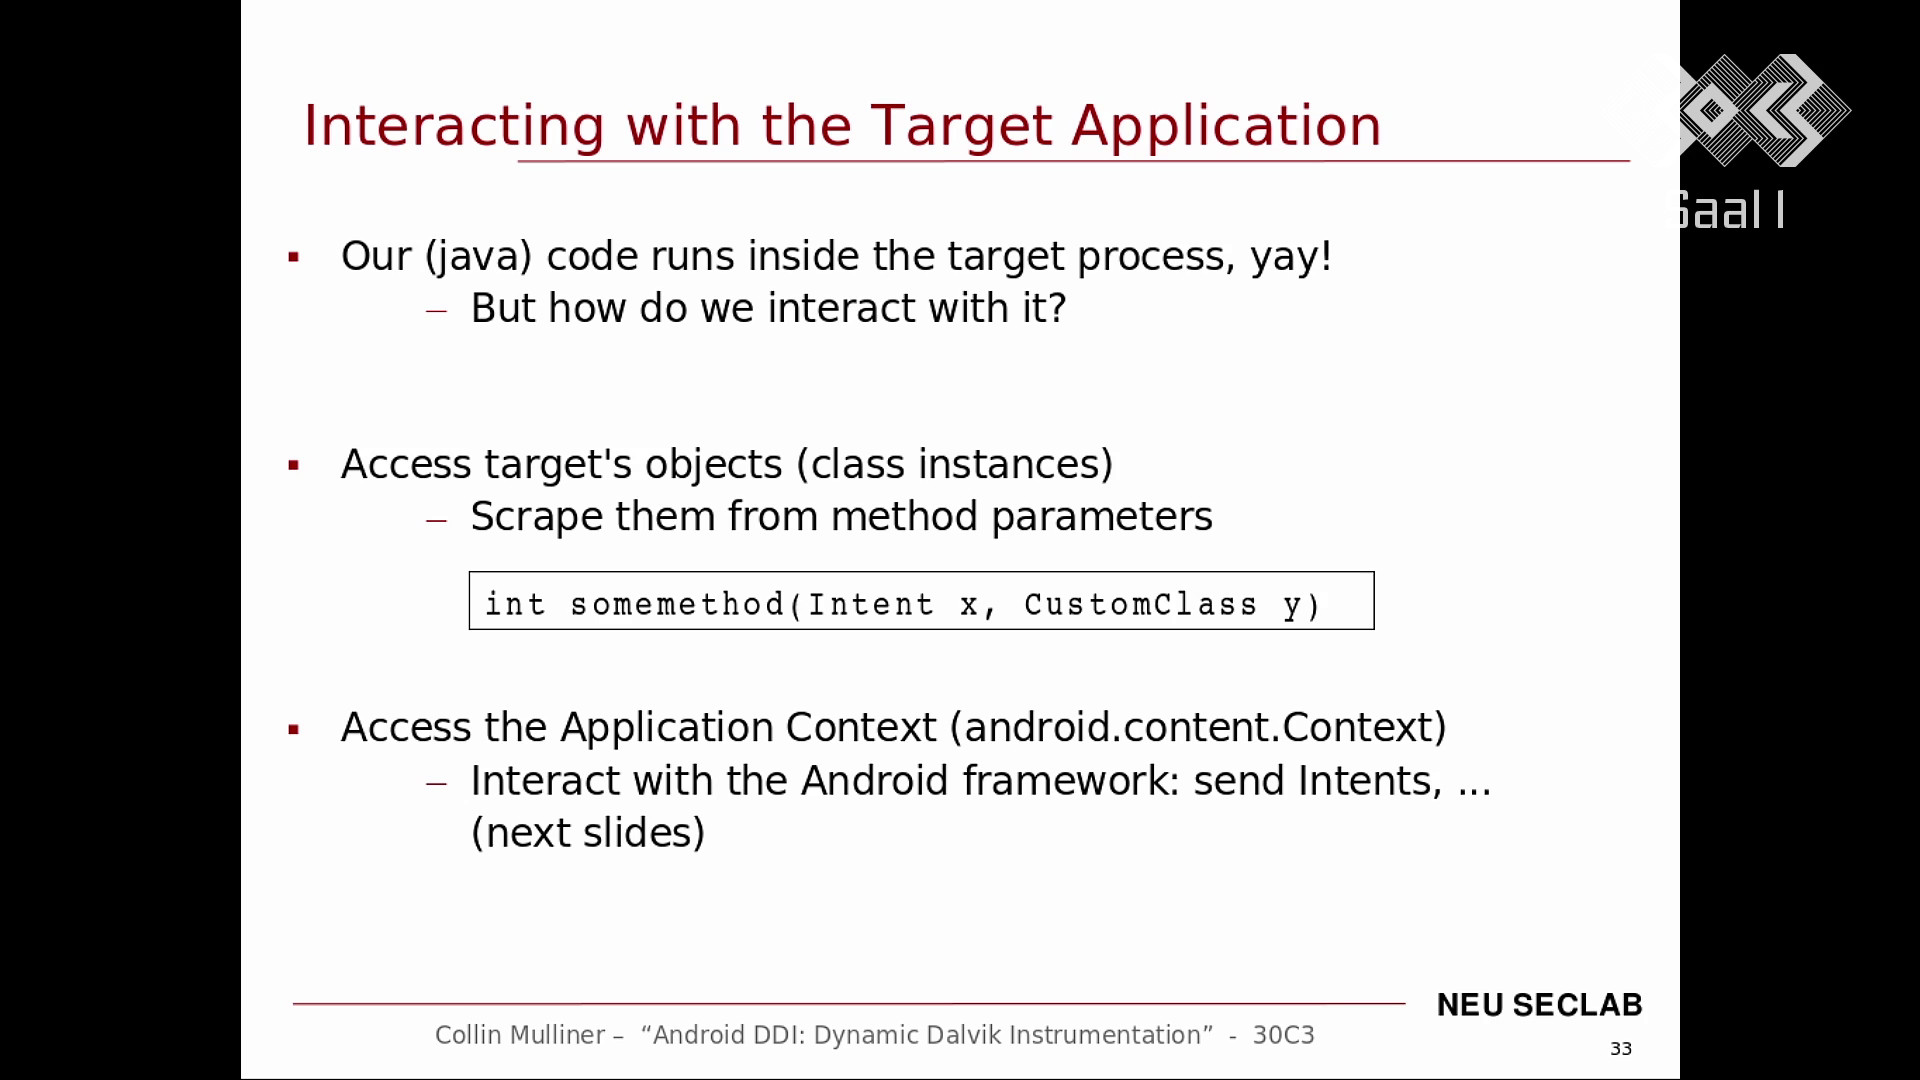 Interacting with the Target Application
Saal 1
▪ Our (java) code runs inside the target process, yay!
– But how do we interact with it?
▪ Access target's objects (class instances)
– Scrape them from method parameters
int somemethod(Intent x, CustomClass y)
▪ Access the Application Context (android.content.Context)
– Interact with the Android framework: send Intents, ...
(next slides)
NEU SECLAB
Collin Mulliner – “Android DDI: Dynamic Dalvik Instrumentation” - 30C3
33